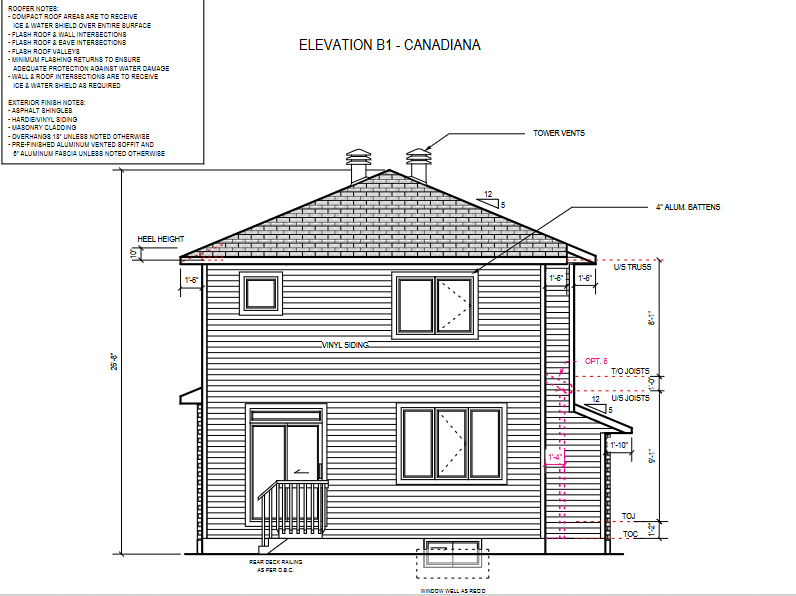 ROOFER NOTES:
- COMPACT ROOF AREAS ARE TO RECEIVE
ICE & WATER SHIELD OVER ENTIRE SURFACE
- FLASH ROOF & WALL INTERSECTIONS
- FLASH ROOF & EAVE INTERSECTIONS
- FLASH ROOF VALLEYS
- MINIMUM FLASHING RETURNS TO ENSURE
ADEQUATE PROTECTION AGAINST WATER DAMAGE
- WALL & ROOF INTERSECTIONS ARE TO RECEIVE
ICE & WATER SHIELD AS REQUIRED
EXTERIOR FINISH NOTES:
- ASPHALT SHINGLES
- HARDIE/VINYL SIDING
- MASONRY CLADDING
- OVERHANGS 18" UNLESS NOTED OTHERWISE
- PRE-FINISHED ALUMINUM VENTED SOFFIT AND
6" ALUMINUM FASCIA UNLESS NOTED OTHERWISE
ELEVATION B1 - CANADIANA
TOWER VENTS
12
5
4" ALUM. BATTENS
HEEL HEIGHT
10"
U/S TRUSS
1'-6"
1'-6"
1'-6"
8'-1"
VINYL SIDING
26'-8"
OPT. 6
T/O JOISTS
1'-0"
U/S JOISTS
12
5
1'-10"
1'-4"
9'-1"
TOJ
1'-2"
TOC
REAR DECK RAILING
AS PER O.B.C.
WINDOW WELL AS REQ'D